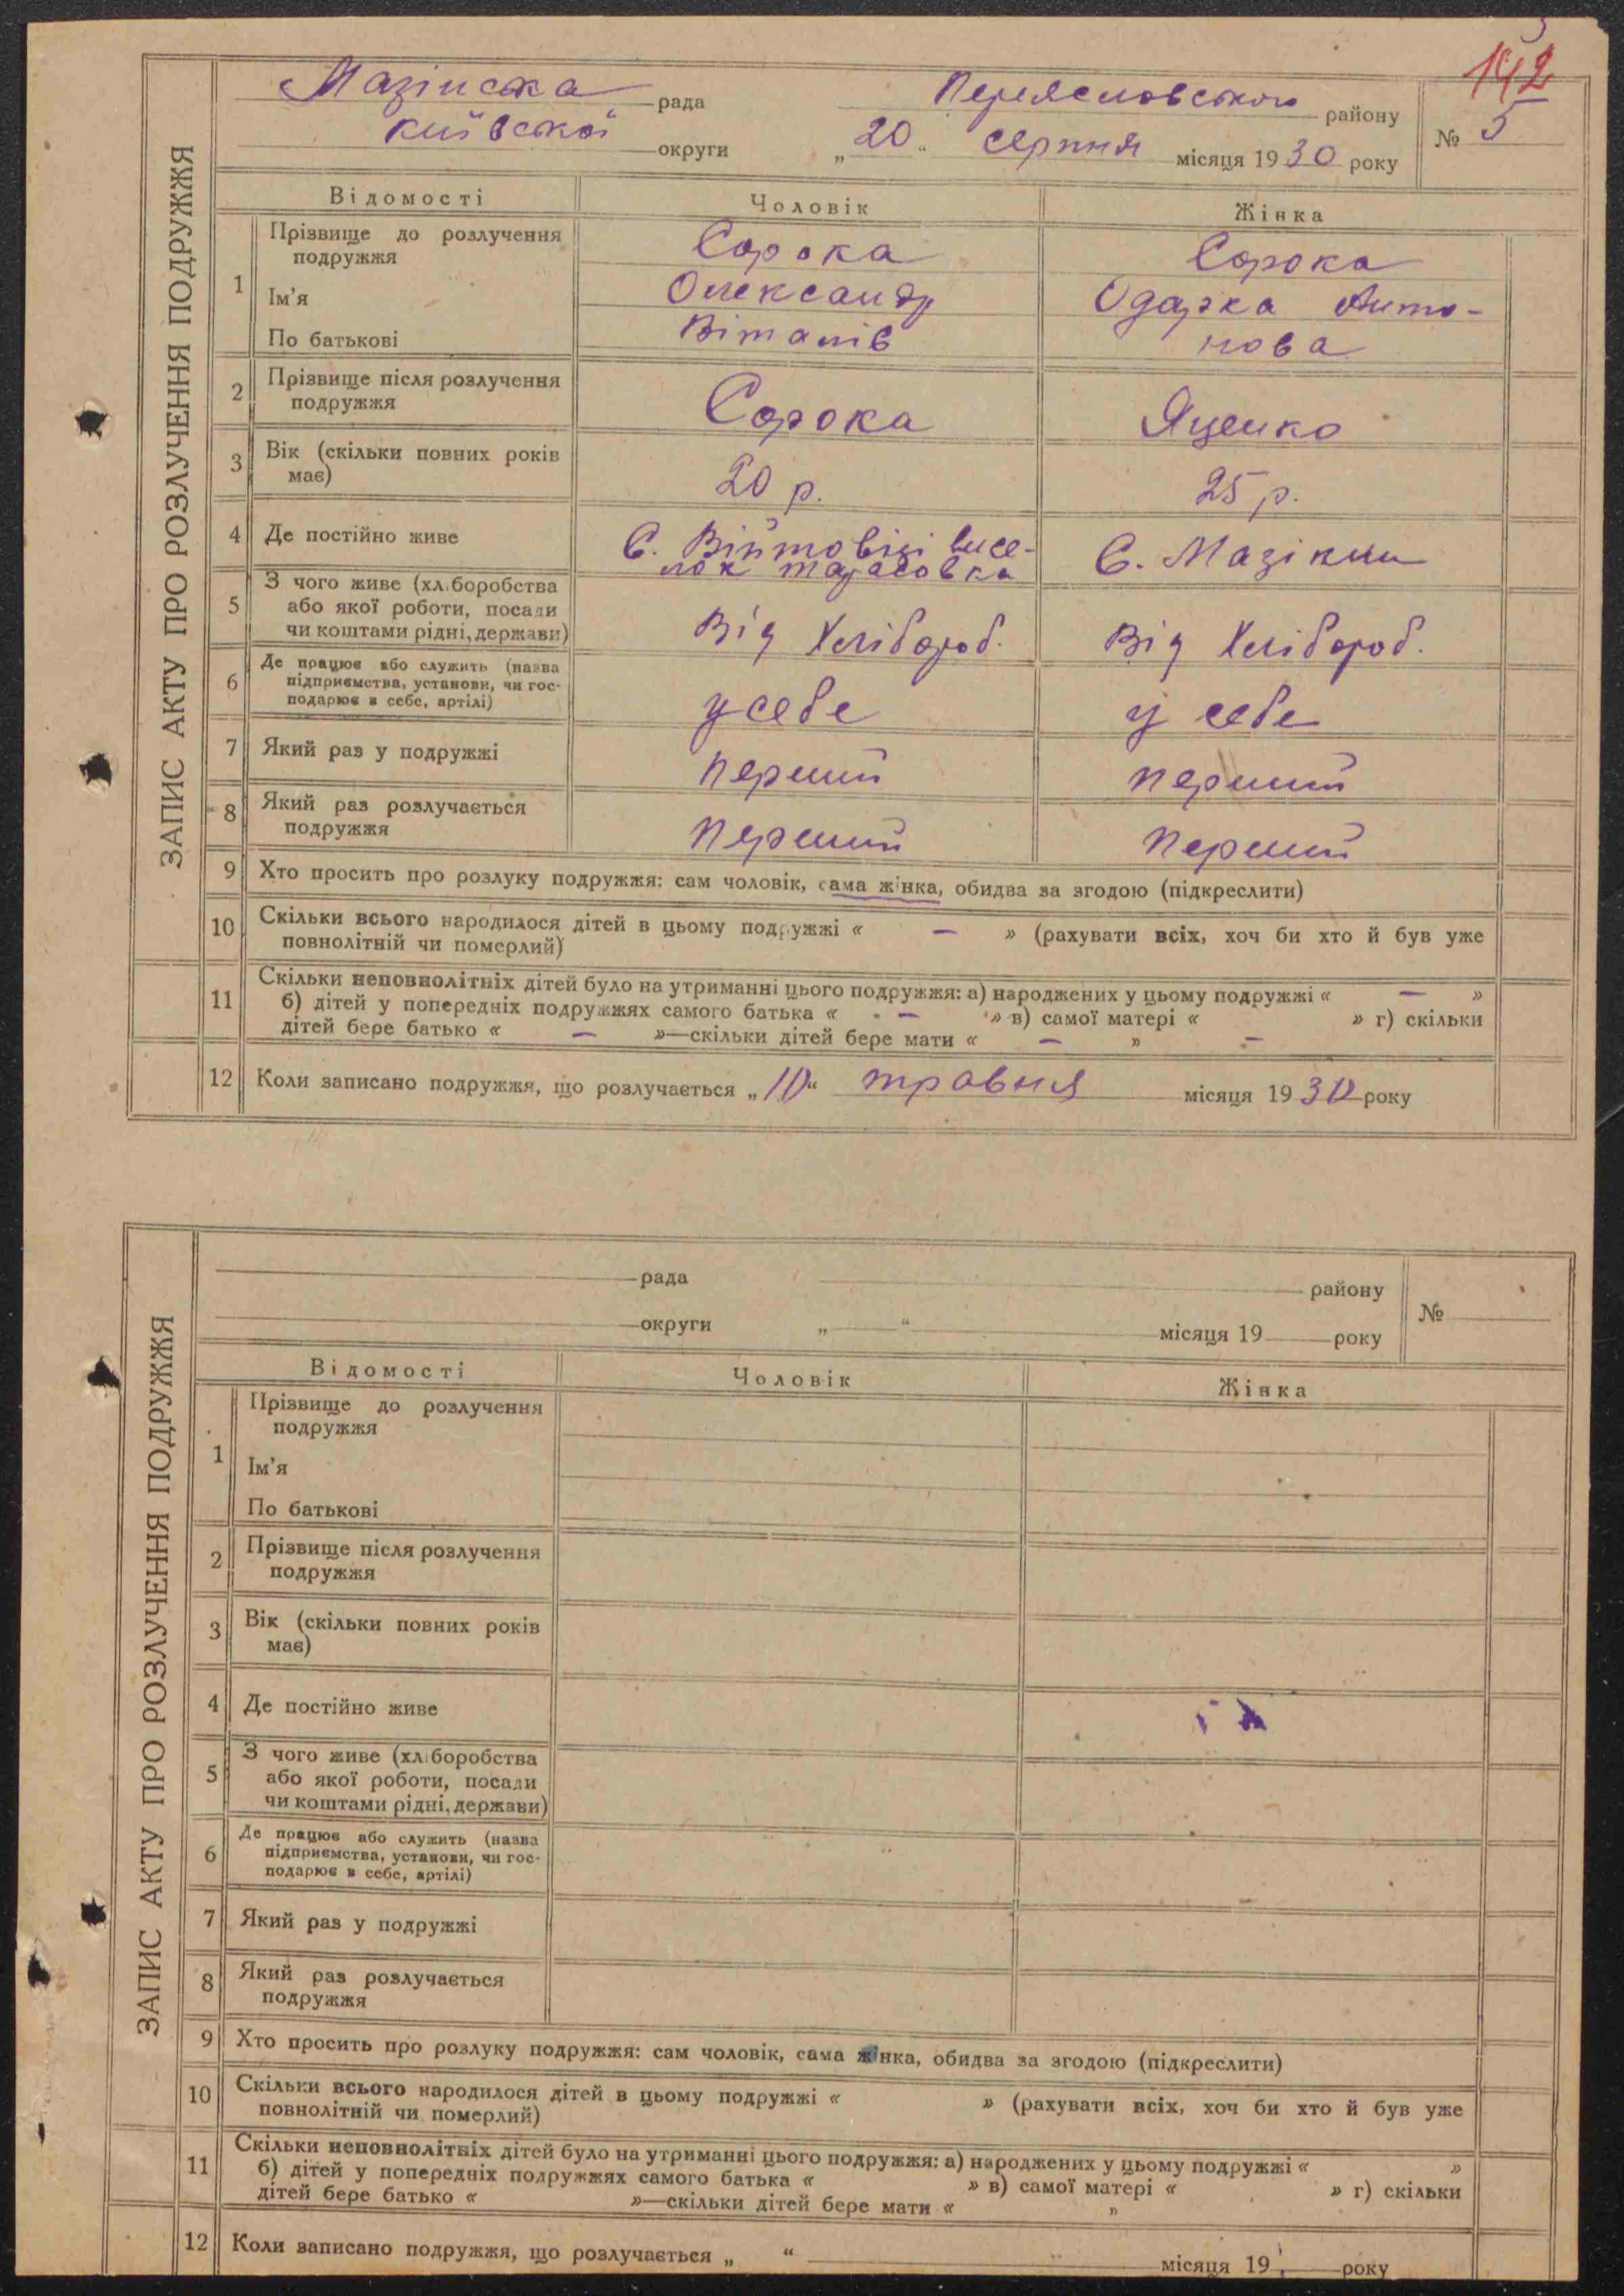 142
ЗАПИС АКТУ ПРО РОЗЛУЧЕННЯ ПОДРУЖЖЯ
Мазінська рада Переясловського району
київської округи „20“ серпня місяця 1930 року № 5
Відомості Чоловік Жінка
1 Прізвище до розлучення подружжя Сорока Сорока
Ім’я Олександр Одарка Анто-
По батькові Віталів нова
2 Прізвище після розлучення подружжя Сорока Яценко
3 Вік (скільки повних років має) 20 р. 25 р.
4 Де постійно живе С. Війтовіці висе-
лок тарасовка С. Мазінки
5 З чого живе (хліборобства
або якої роботи, посади
чи коштами рідні, держави) Від Хлібороб. Від Хлібороб.
6 Де працює або служить (назва
підприємства, установи, чи гос-
подарює в себе, артілі) у себе у себе
7 Який раз у подружжі перший перший
8 Який раз розлучається
подружжя перший перший
9 Хто просить про розлуку подружжя: сам чоловік, сама жінка, обидва за згодою (підкреслити)
10 Скільки всього народилося дітей в цьому подружжі « — » (рахувати всіх, хоч би хто й був уже
повнолітній чи померлий)
11 Скільки неповнолітніх дітей було на утриманні цього подружжя: а) народжених у цьому подружжі « — »
б) дітей у попередніх подружжях самого батька « — » в) самої матері « — » г) скільки
дітей бере батько « — »—скільки дітей бере мати « — »
12 Коли записано подружжя, що розлучається „10“ травня місяця 1930 року
ЗАПИС АКТУ ПРО РОЗЛУЧЕННЯ ПОДРУЖЖЯ
рада району
округи „ “ місяця 19 року №
Відомості Чоловік Жінка
1 Прізвище до розлучення
подружжя
Ім’я
По батькові
2 Прізвище після розлучення
подружжя
3 Вік (скільки повних років
має)
4 Де постійно живе
5 З чого живе (хліборобства
або якої роботи, посади
чи коштами рідні, держави)
6 Де працює або служить (назва
підприємства, установи, чи гос-
подарює в себе, артілі)
7 Який раз у подружжі
8 Який раз розлучається
подружжя
9 Хто просить про розлуку подружжя: сам чоловік, сама жінка, обидва за згодою (підкреслити)
10 Скільки всього народилося дітей в цьому подружжі « » (рахувати всіх, хоч би хто й був уже
повнолітній чи померлий)
11 Скільки неповнолітніх дітей було на утриманні цього подружжя: а) народжених у цьому подружжі « »
б) дітей у попередніх подружжях самого батька « » в) самої матері « » г) скільки
дітей бере батько « »—скільки дітей бере мати « »
12 Коли записано подружжя, що розлучається „ “ місяця 19 року